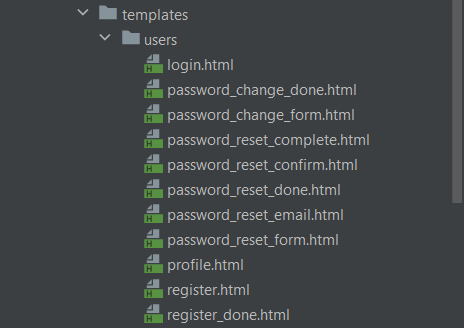 templates
users
login.html
password_change_done.html
password_change_form.html
password_reset_complete.html
password_reset_confirm.html
password_reset_done.html
password_reset_email.html
password_reset_form.html
profile.html
register.html
register_done.html